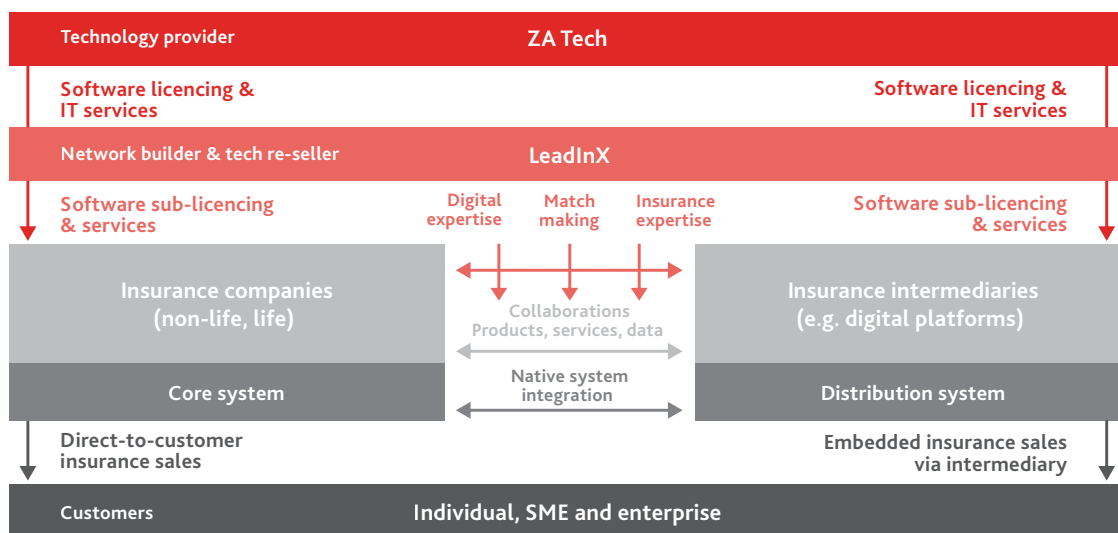 Technology provider
ZA Tech
Software licencing &
IT services
Software licencing &
IT services
Network builder & tech re-seller
LeadInX
Software sub-licencing
& services
Digital
expertise
Match
making
Insurance
expertise
Software sub-licencing
& services
Insurance companies
(non-life, life)
Collaborations
Products, services, data
Insurance intermediaries
(e.g. digital platforms)
Core system
Native system
integration
Distribution system
Direct-to-customer
insurance sales
Embedded insurance sales
via intermediary
Customers
Individual, SME and enterprise